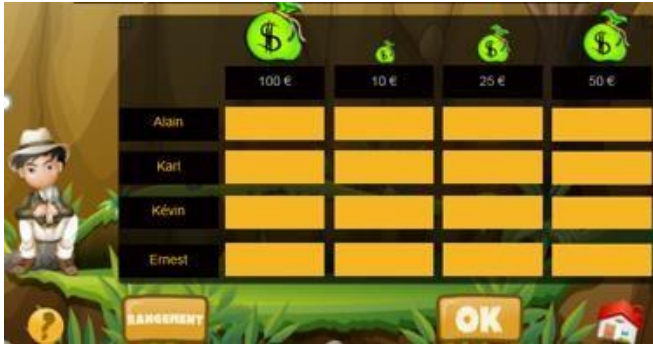 $ $ $ $
100 € 10 € 25 € 50 €
Alain
Karl
Kévin
Ernest
? RANGEMENT OK